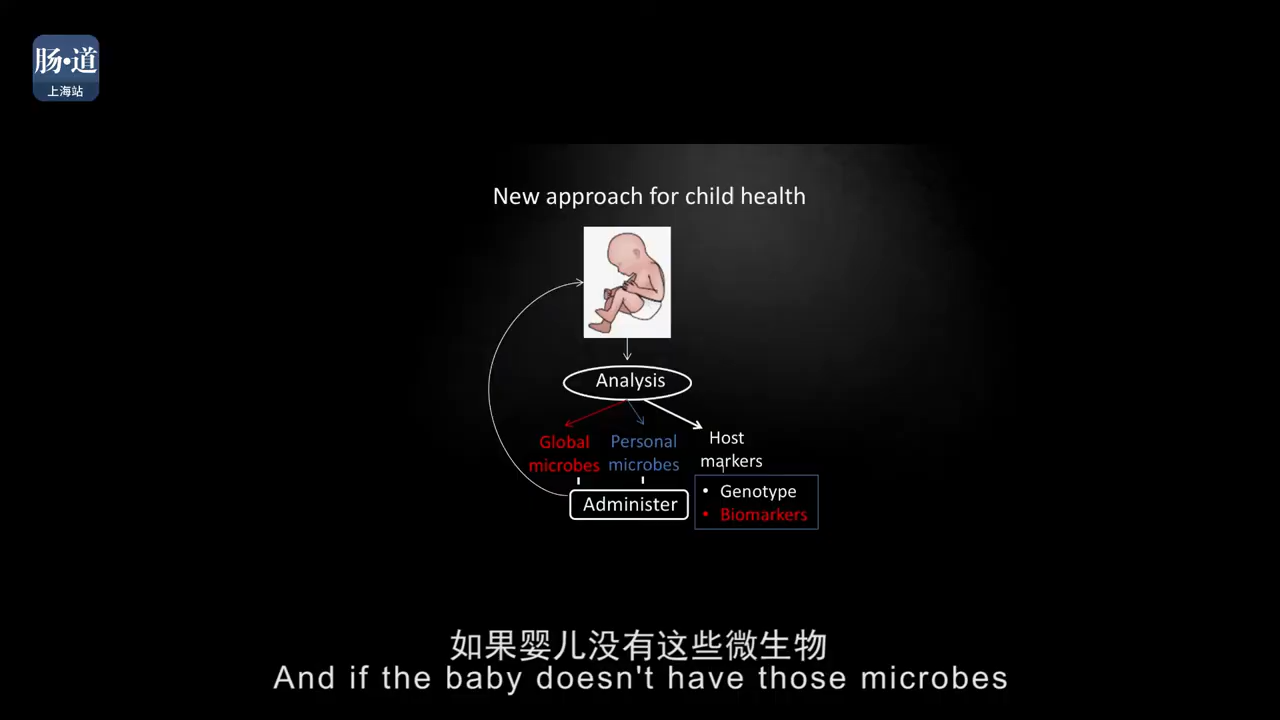 肠•道
上海站
New approach for child health
Analysis
Global
microbes
Personal
microbes
Host
markers
Administer
• Genotype
• Biomarkers
如果婴儿没有这些微生物
And if the baby doesn't have those microbes